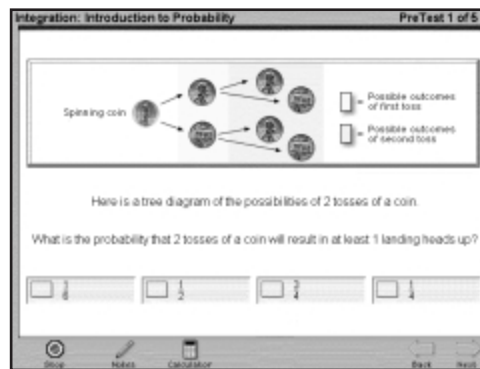 Integration: Introduction to Probability PreTest 1 of 5
Spinning coin
= Possible outcomes
of first toss
= Possible outcomes
of second toss
Here is a tree diagram of the possibilities of 2 tosses of a coin.
What is the probability that 2 tosses of a coin will result in at least 1 landing heads up?
1/2
3/4
1/4
Stop Notes Calculator Back Next